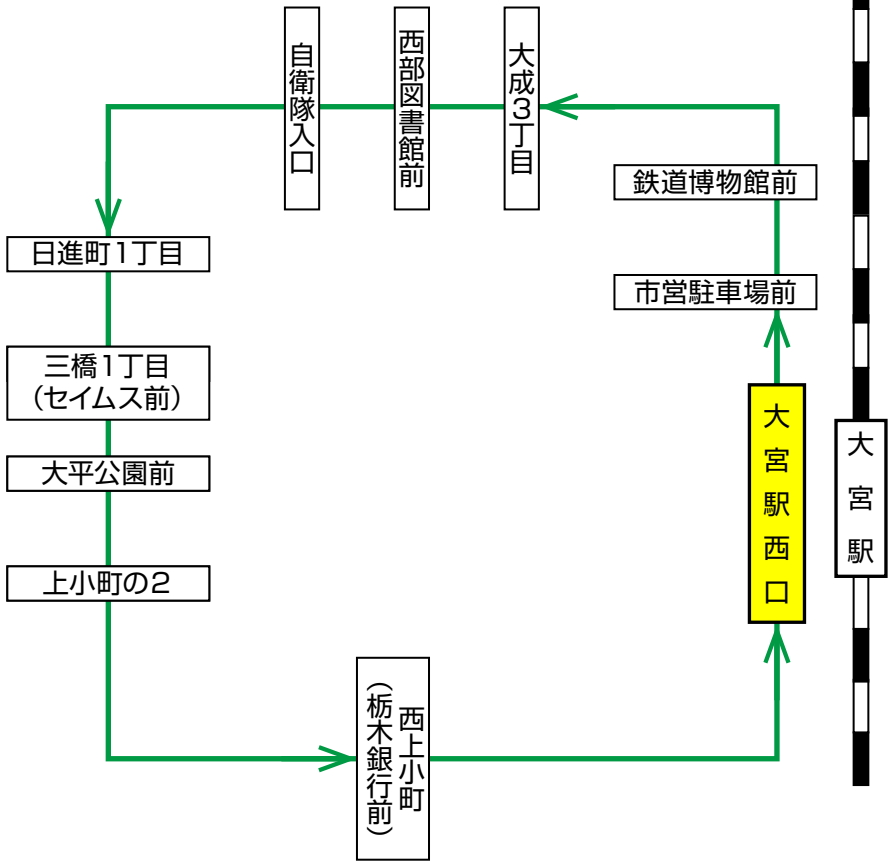 自衛隊入口
西部図書館前
大成3丁目
鉄道博物館前
市営駐車場前
日進町1丁目
三橋1丁目
（セイムス前）
大平公園前
上小町の2
西上小町
（栃木銀行前）
大宮駅西口
大宮駅